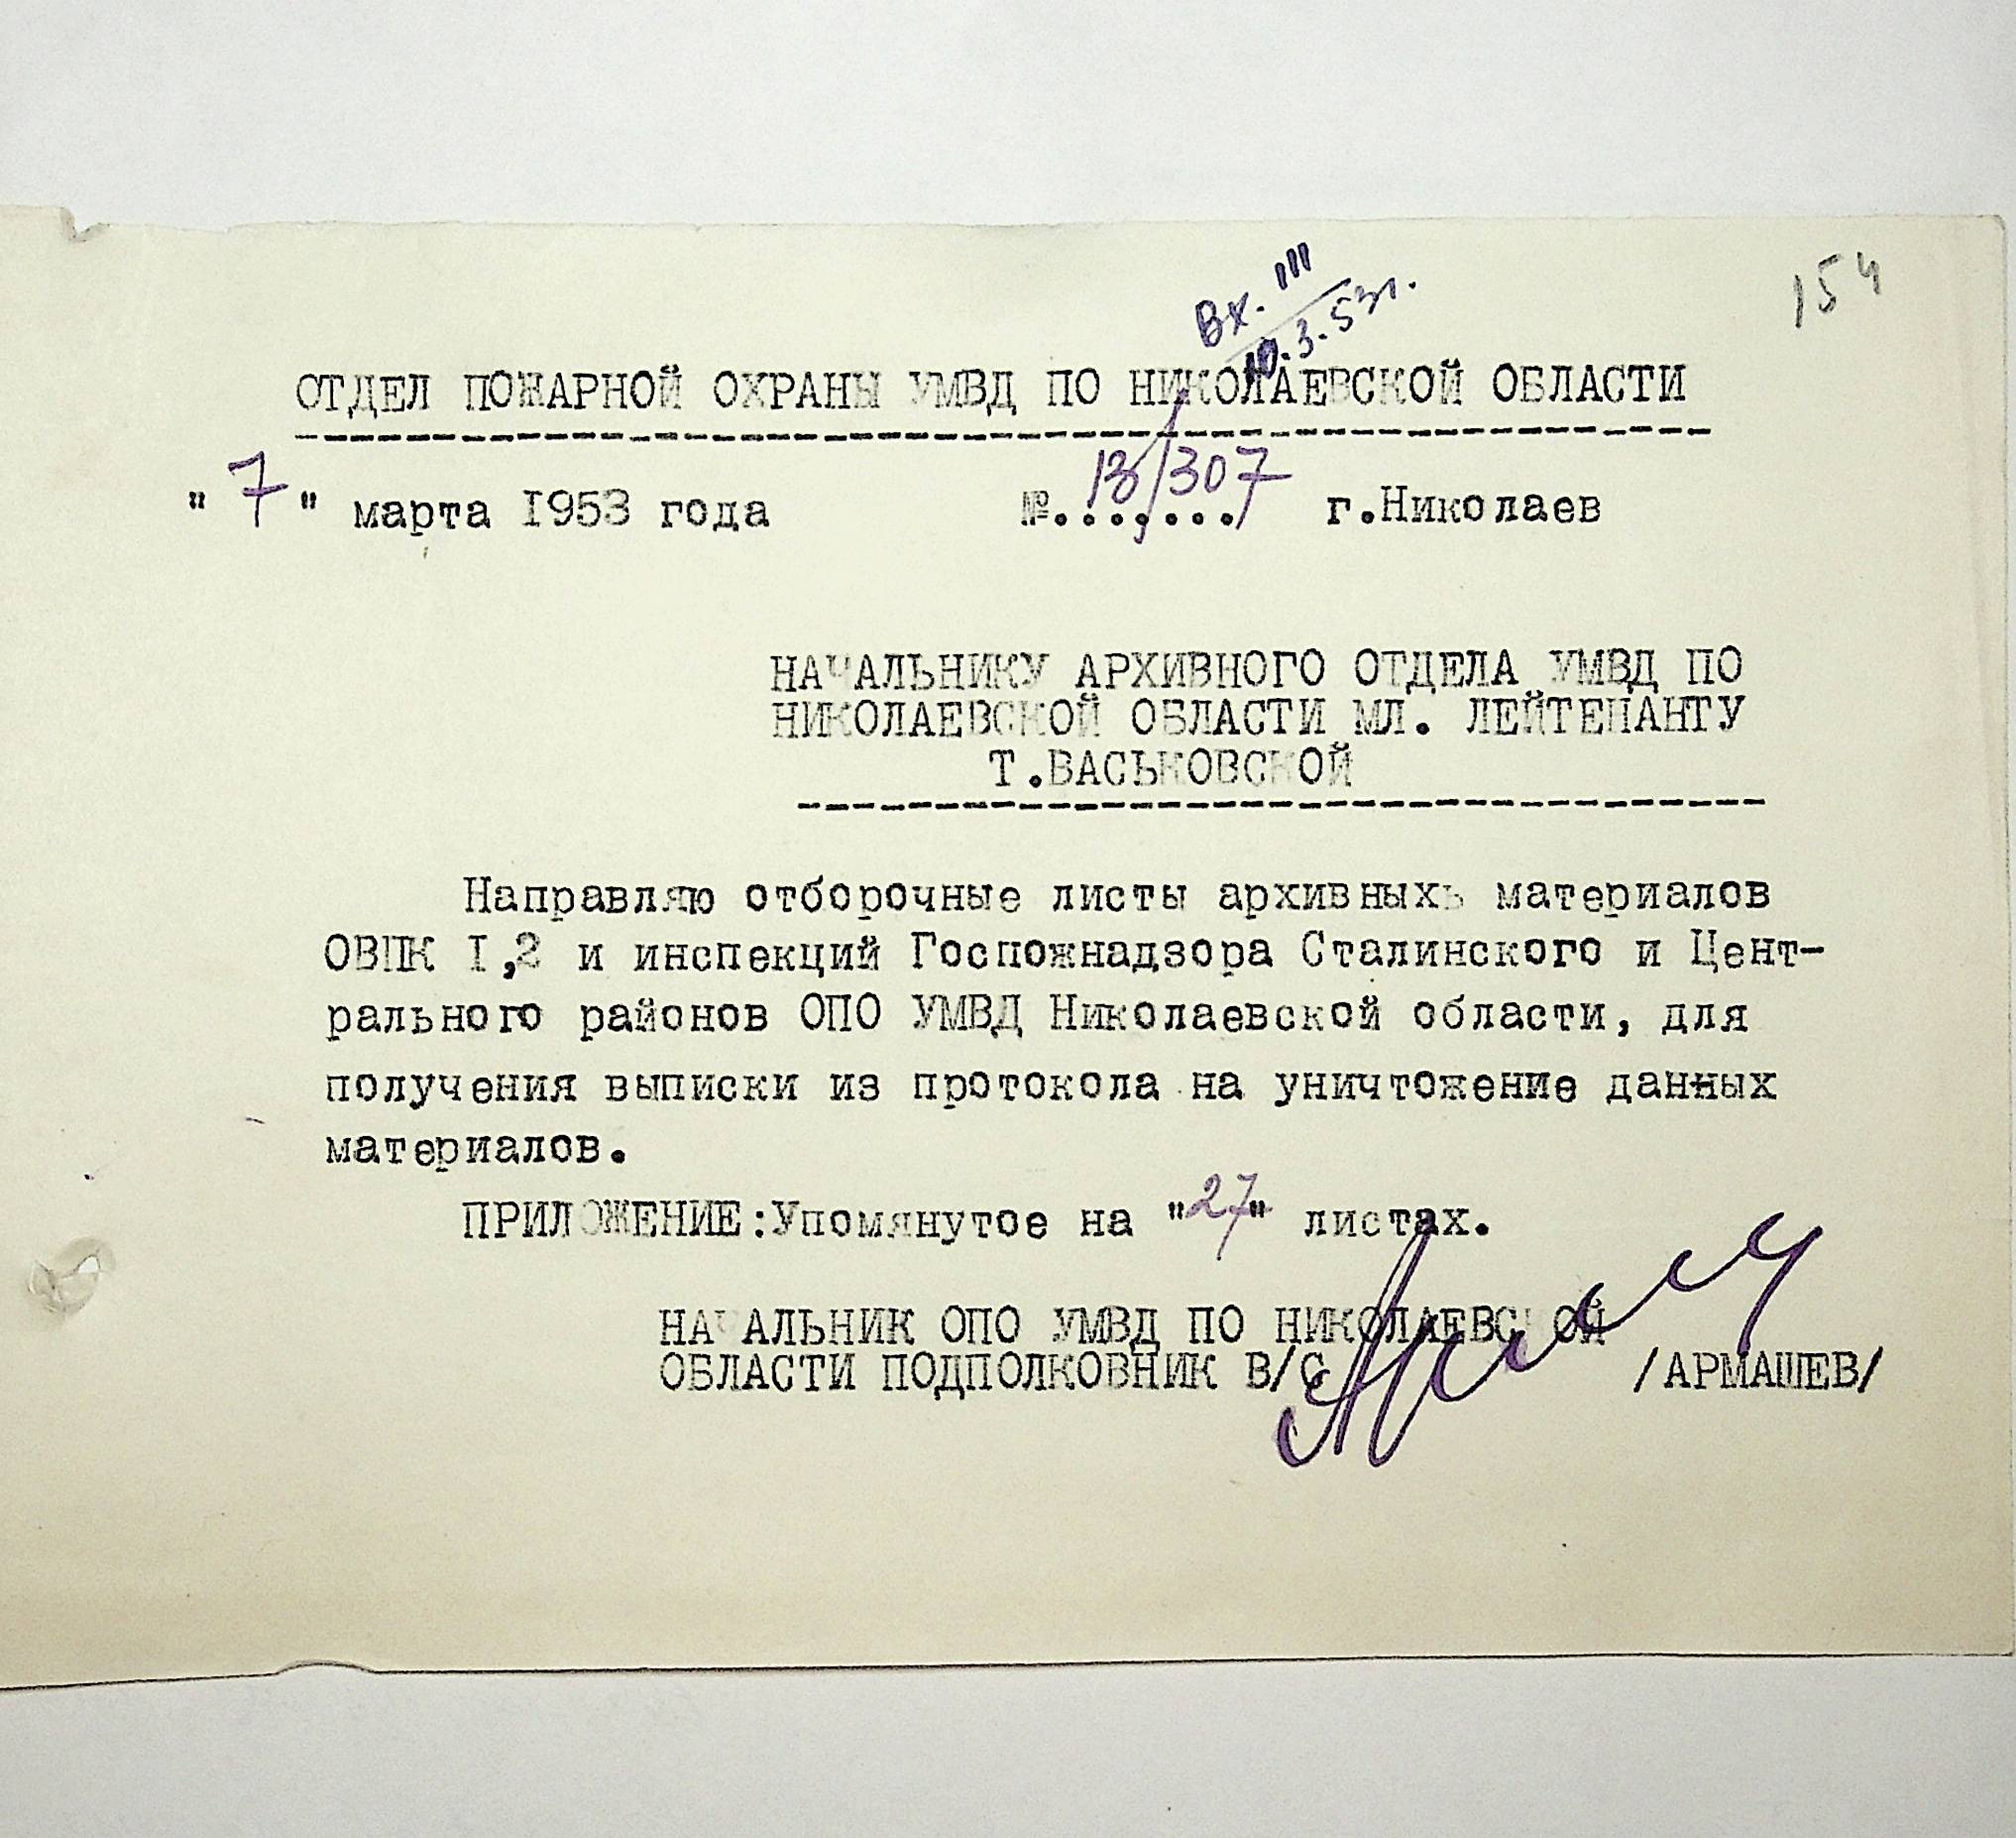 154
Вх. 111
10.3.53г.
ОТДЕЛ ПОЖАРНОЙ ОХРАНЫ УМВД ПО НИКОЛАЕВСКОЙ ОБЛАСТИ
"7" марта 1953 года №....... 13/307 г.Николаев
НАЧАЛЬНИКУ АРХИВНОГО ОТДЕЛА УМВД ПО
НИКОЛАЕВСКОЙ ОБЛАСТИ МЛ. ЛЕЙТЕНАНТУ
Т.ВАСЬКОВСКОЙ
Направляю отборочные листы архивныхъ материалов
ОВПК I,2 и инспекций Госпожнадзора Сталинского и Цент-
рального районов ОПО УМВД Николаевской области, для
получения выписки из протокола на уничтожение данных
материалов.
ПРИЛОЖЕНИЕ:Упомянутое на "27" листах.
НАЧАЛЬНИК ОПО УМВД ПО НИКОЛАЕВСКОЙ
ОБЛАСТИ ПОДПОЛКОВНИК В/С /АРМАШЕВ/